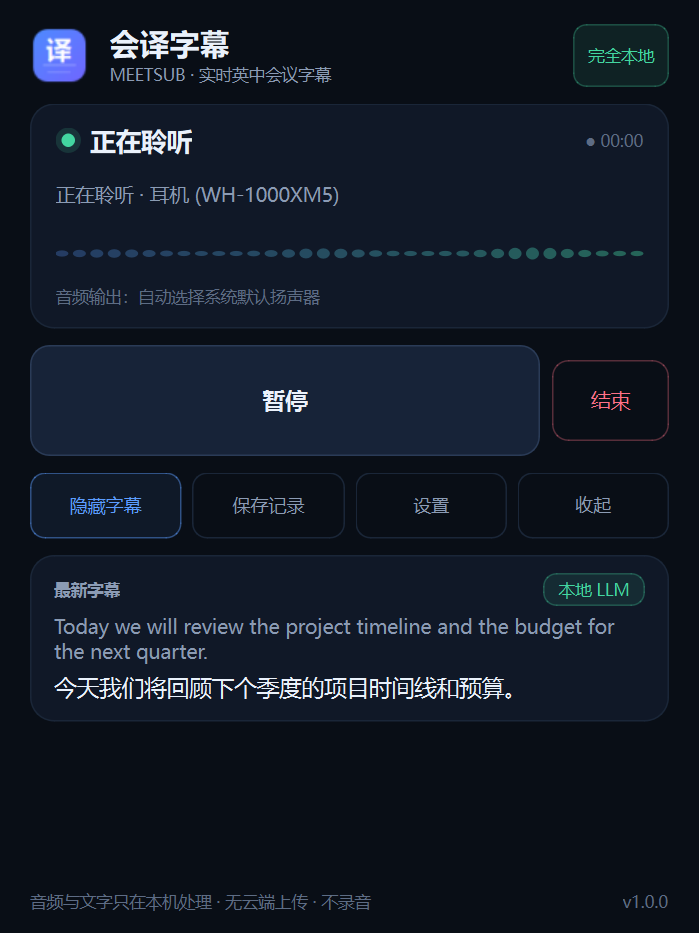 译
会译字幕
MEETSUB · 实时英中会议字幕
完全本地
正在聆听
● 00:00
正在聆听 · 耳机 (WH-1000XM5)
音频输出：自动选择系统默认扬声器
暂停
结束
隐藏字幕
保存记录
设置
收起
最新字幕
本地 LLM
Today we will review the project timeline and the budget for
the next quarter.
今天我们将回顾下个季度的项目时间线和预算。
音频与文字只在本机处理 · 无云端上传 · 不录音
v1.0.0